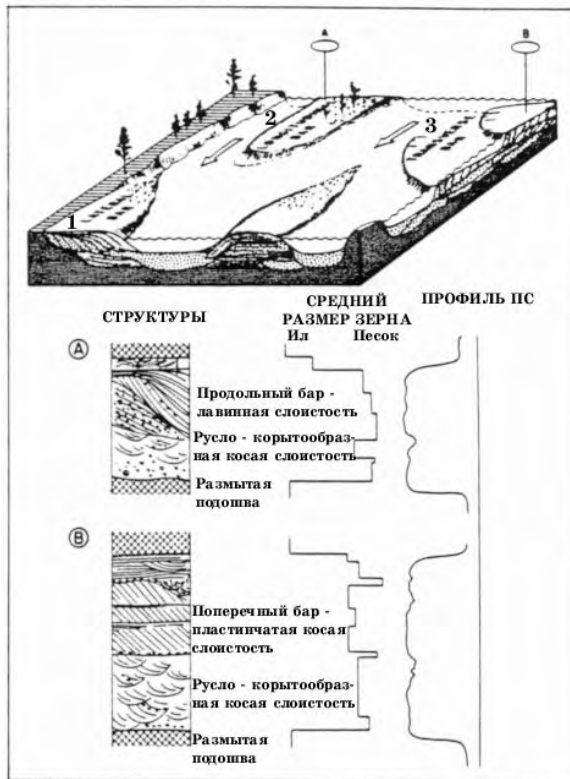 A
B
2
3
1
СТРУКТУРЫ
СРЕДНИЙ
РАЗМЕР ЗЕРНА
Ил Песок
ПРОФИЛЬ ПС
A
Продольный бар -
лавинная слоистость
Русло - корытообраз-
ная косая слоистость
Размытая
подошва
B
Поперечный бар -
пластинчатая косая
слоистость
Русло - корытообраз-
ная косая слоистость
Размытая
подошва